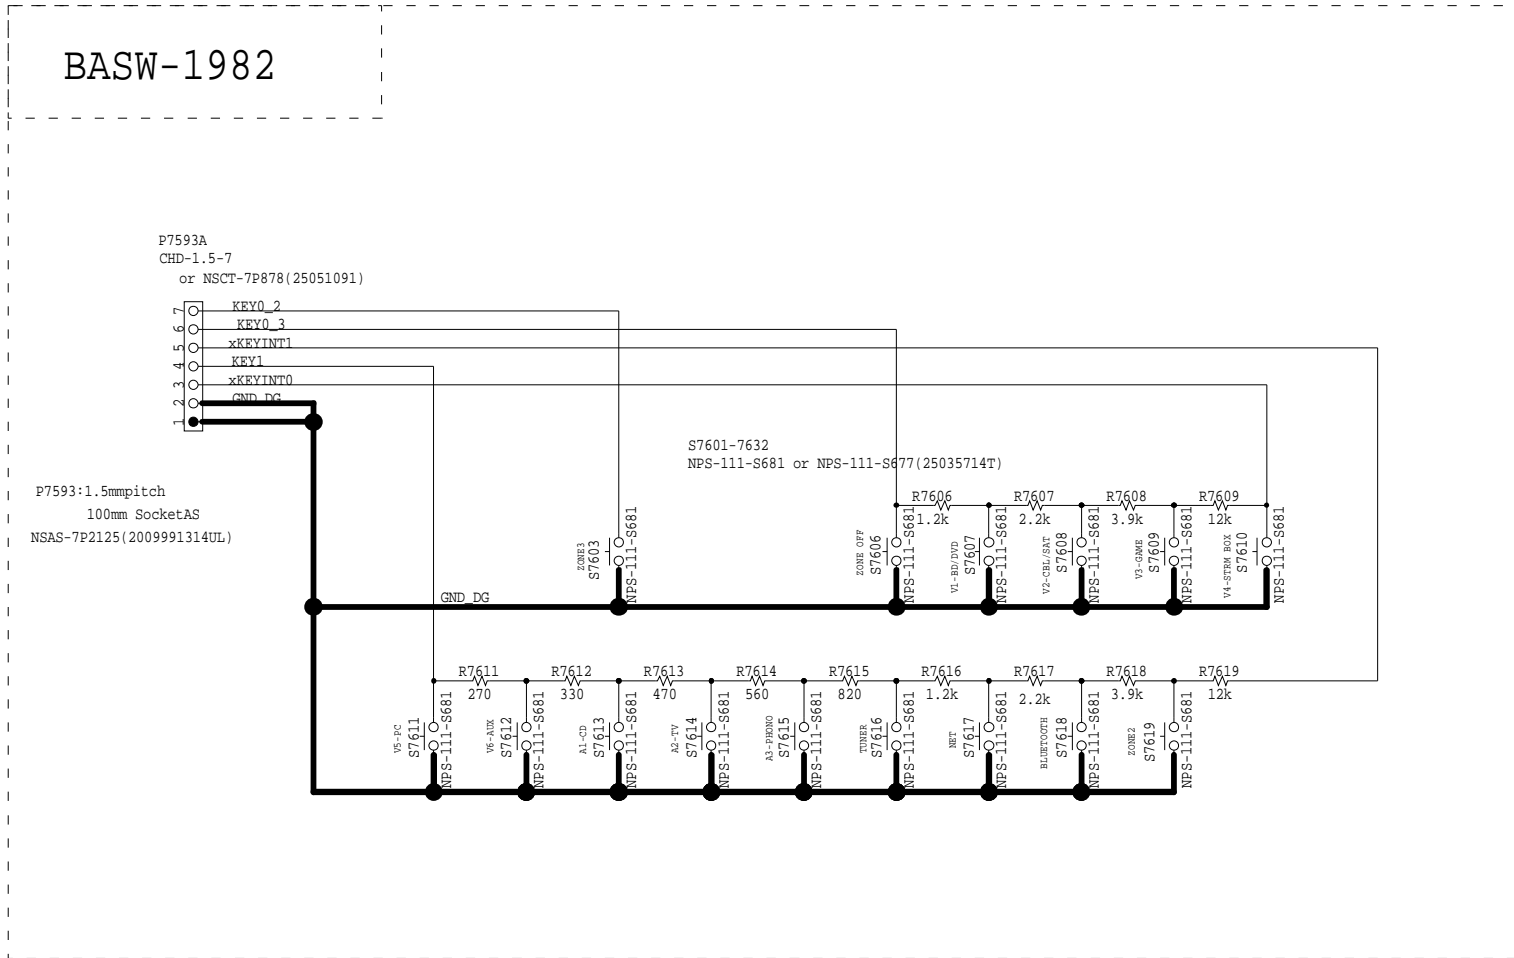 BASW-1982
P7593A
CHD-1.5-7
or NSCT-7P878(25051091)
7
KEY0_2
6
KEY0_3
5
xKEYINT1
4
KEY1
3
xKEYINT0
2
GND_DG
1
S7601-7632
NPS-111-S681 or NPS-111-S677(25035714T)
P7593:1.5mmpitch
100mm SocketAS
NSAS-7P2125(2009991314UL)
R7606
1.2k
R7607
2.2k
R7608
3.9k
R7609
12k
ZONE3
S7603
NPS-111-S681
ZONE OFF
S7606
NPS-111-S681
V1-BD/DVD
S7607
NPS-111-S681
V2-CBL/SAT
S7608
NPS-111-S681
V3-GAME
S7609
NPS-111-S681
V4-STRM BOX
S7610
NPS-111-S681
GND_DG
R7611
270
R7612
330
R7613
470
R7614
560
R7615
820
R7616
1.2k
R7617
2.2k
R7618
3.9k
R7619
12k
V5-PC
S7611
NPS-111-S681
V6-AUX
S7612
NPS-111-S681
A1-CD
S7613
NPS-111-S681
A2-TV
S7614
NPS-111-S681
A3-PHONO
S7615
NPS-111-S681
TUNER
S7616
NPS-111-S681
NET
S7617
NPS-111-S681
BLUETOOTH
S7618
NPS-111-S681
ZONE2
S7619
NPS-111-S681